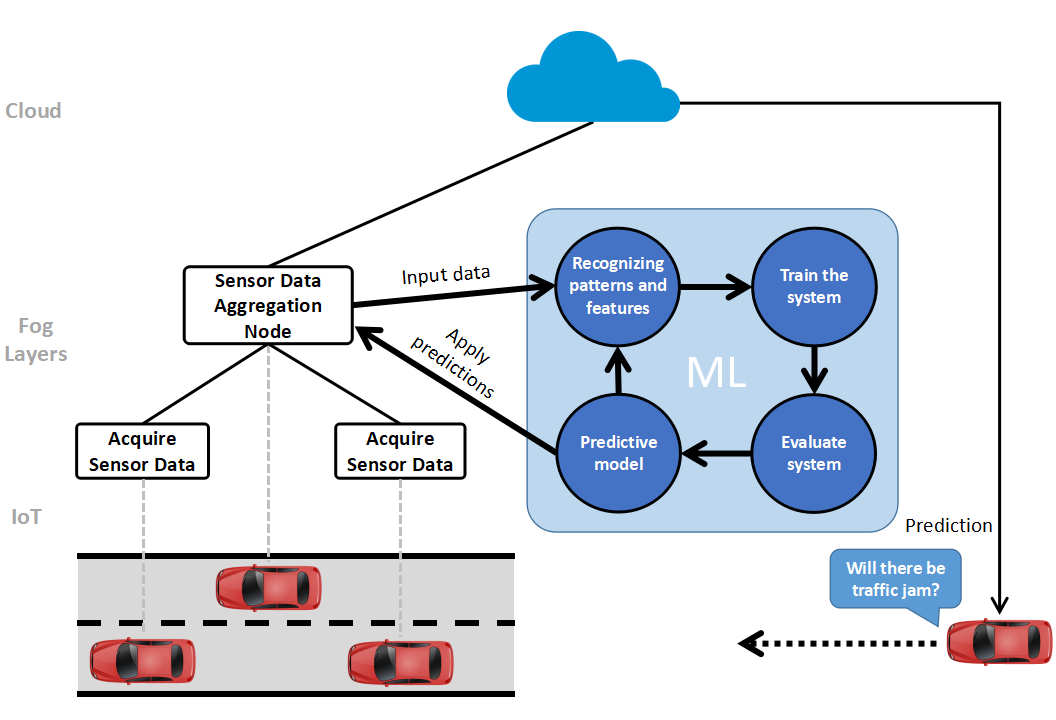 Cloud
Sensor Data
Aggregation
Node
Input data
Apply
predictions
Recognizing
patterns and
features
Train the
system
ML
Fog
Layers
Acquire
Sensor Data
Acquire
Sensor Data
Predictive
model
Evaluate
system
IoT
Prediction
Will there be
traffic jam?